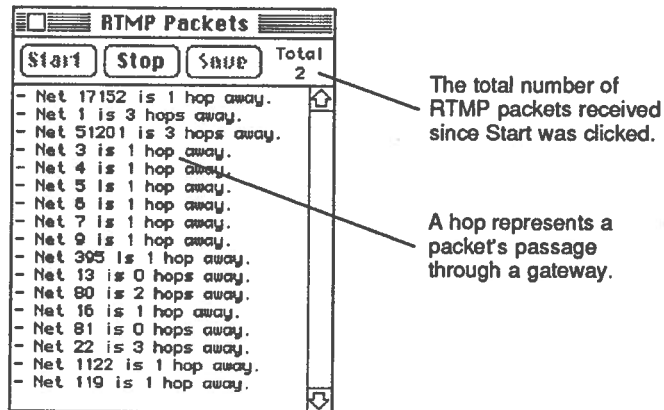 RTMP Packets
Start Stop Save Total
2
- Net 17152 is 1 hop away.
- Net 1 is 3 hops away.
- Net 51201 is 3 hops away.
- Net 3 is 1 hop away.
- Net 4 is 1 hop away.
- Net 5 is 1 hop away.
- Net 6 is 1 hop away.
- Net 7 is 1 hop away.
- Net 9 is 1 hop away.
- Net 395 is 1 hop away.
- Net 13 is 0 hops away.
- Net 80 is 2 hops away.
- Net 16 is 1 hop away.
- Net 81 is 0 hops away.
- Net 22 is 3 hops away.
- Net 1122 is 1 hop away.
- Net 119 is 1 hop away.
The total number of
RTMP packets received
since Start was clicked.
A hop represents a
packet's passage
through a gateway.